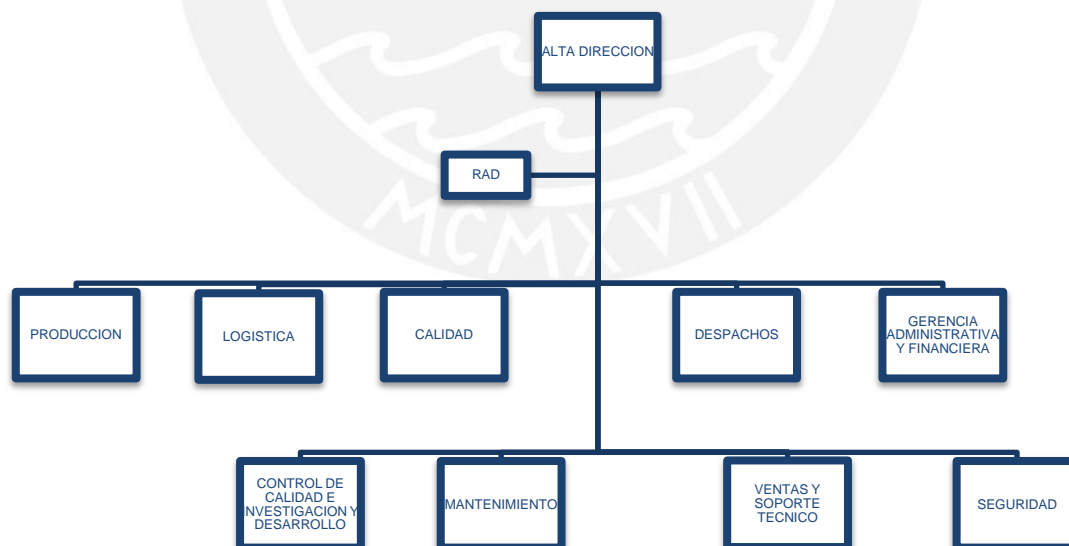 ALTA DIRECCION
RAD
MCMXVII
PRODUCCION
LOGISTICA
CALIDAD
DESPACHOS
GERENCIA
ADMINISTRATIVA
Y FINANCIERA
CONTROL DE
CALIDAD E
INVESTIGACION Y
DESARROLLO
MANTENIMIENTO
VENTAS Y
SOPORTE
TECNICO
SEGURIDAD